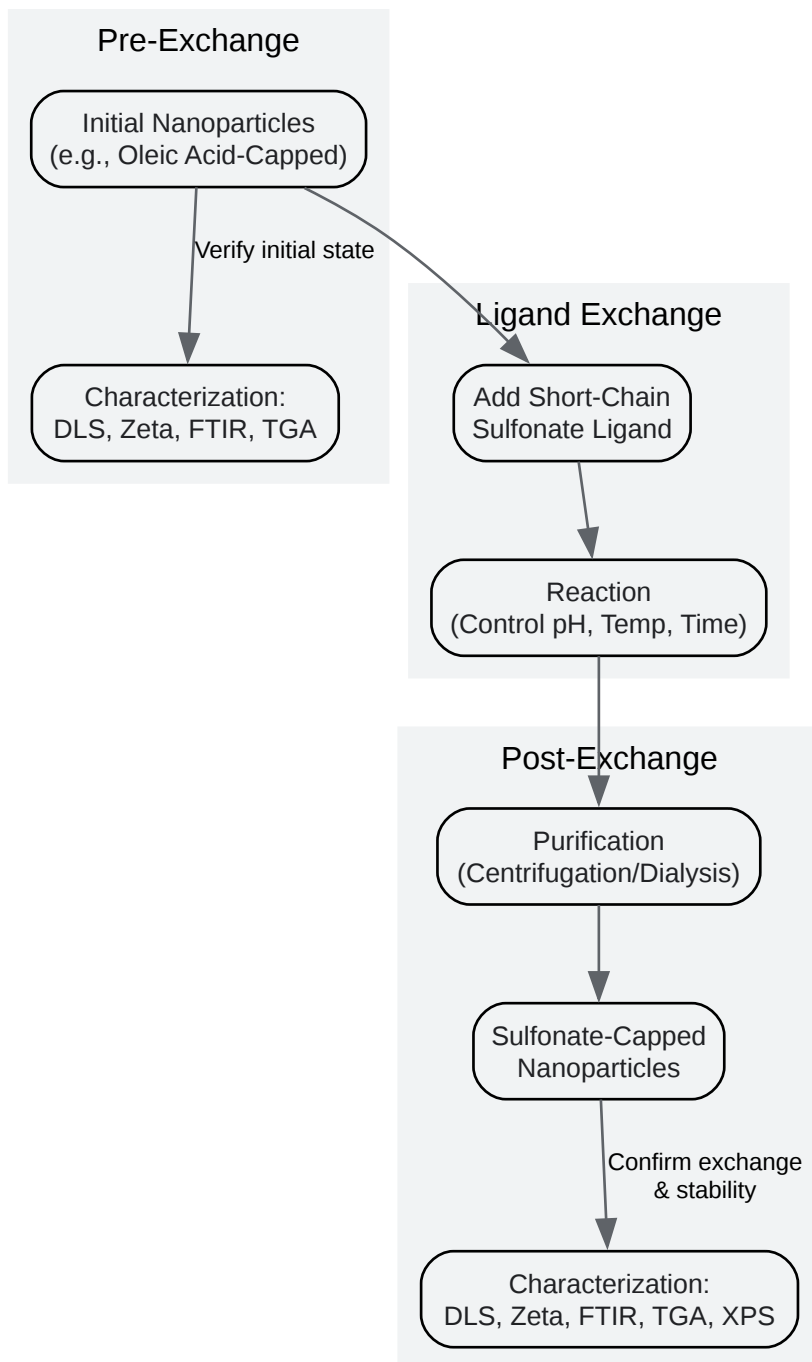 Pre-Exchange
Initial Nanoparticles
(e.g., Oleic Acid-Capped)
Verify initial state
Characterization:
DLS, Zeta, FTIR, TGA
Ligand Exchange
Add Short-Chain
Sulfonate Ligand
Reaction
(Control pH, Temp, Time)
Post-Exchange
Purification
(Centrifugation/Dialysis)
Sulfonate-Capped
Nanoparticles
Confirm exchange
& stability
Characterization:
DLS, Zeta, FTIR, TGA, XPS